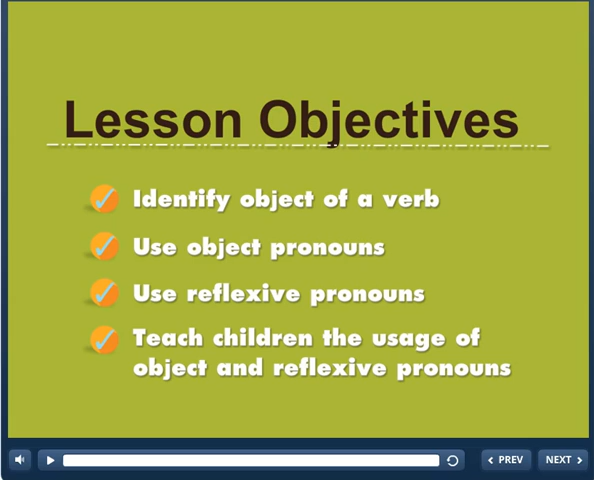 Lesson Objectives
Identify object of a verb
Use object pronouns
Use reflexive pronouns
Teach children the usage of
object and reflexive pronouns
PREV
NEXT